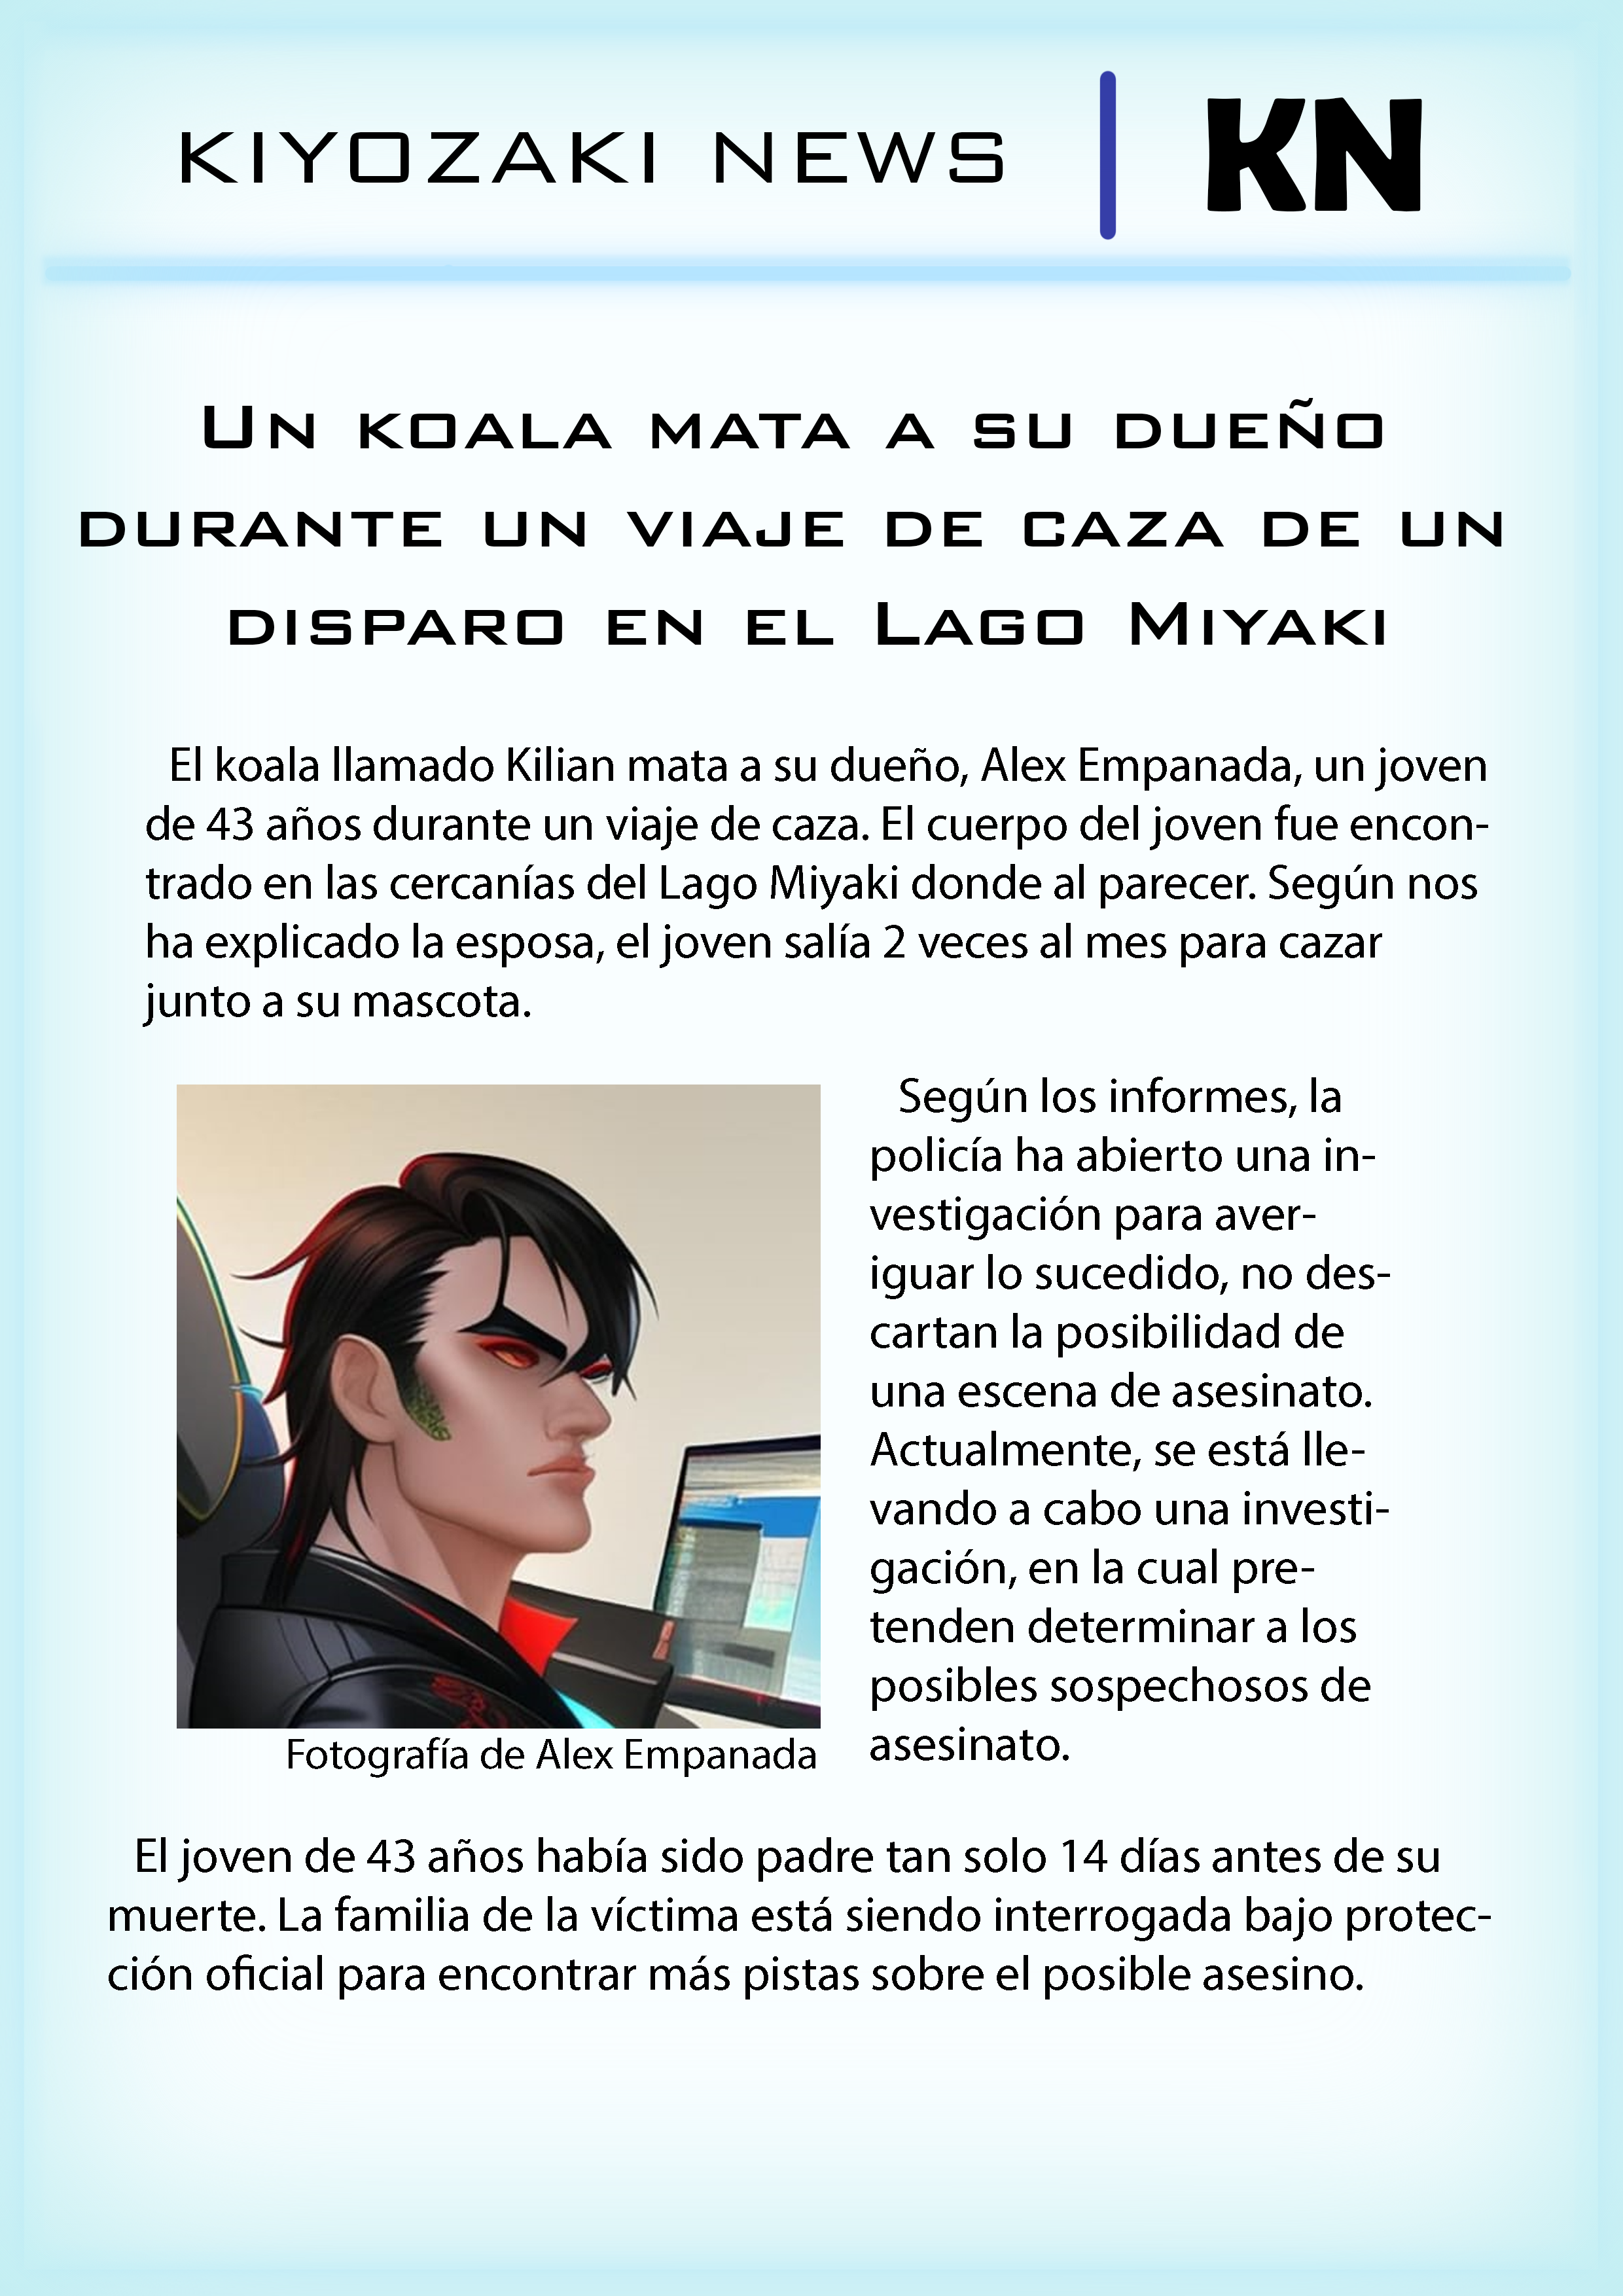 KIYOZAKI NEWS
KN
Un koala mata a su dueño
durante un viaje de caza de un
disparo en el Lago Miyaki
El koala llamado Kilian mata a su dueño, Alex Empanada, un joven
de 43 años durante un viaje de caza. El cuerpo del joven fue encon-
trado en las cercanías del Lago Miyaki donde al parecer. Según nos
ha explicado la esposa, el joven salía 2 veces al mes para cazar
junto a su mascota.
Según los informes, la
policía ha abierto una in-
vestigación para aver-
iguar lo sucedido, no des-
cartan la posibilidad de
una escena de asesinato.
Actualmente, se está lle-
vando a cabo una investi-
gación, en la cual pre-
tenden determinar a los
posibles sospechosos de
asesinato.
Fotografía de Alex Empanada
El joven de 43 años había sido padre tan solo 14 días antes de su
muerte. La familia de la víctima está siendo interrogada bajo protec-
ción oficial para encontrar más pistas sobre el posible asesino.